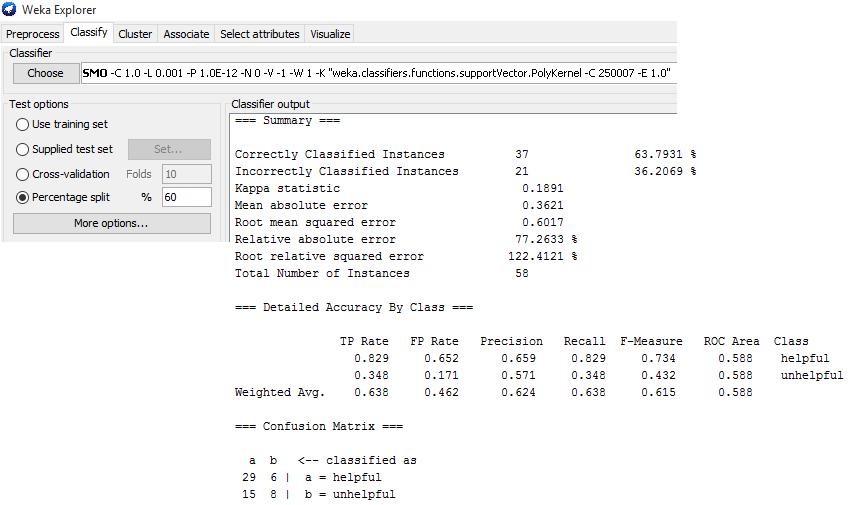 Weka Explorer
Preprocess Classify Cluster Associate Select attributes Visualize
Classifier
Choose SMO -C 1.0 -L 0.001 -P 1.0E-12 -N 0 -V -1 -W 1 -K "weka.classifiers.functions.supportVector.PolyKernel -C 250007 -E 1.0"
Test options
Use training set
Supplied test set Set...
Cross-validation Folds 10
Percentage split % 60
More options...
Classifier output
=== Summary ===
Correctly Classified Instances 37 63.7931 %
Incorrectly Classified Instances 21 36.2069 %
Kappa statistic 0.1891
Mean absolute error 0.3621
Root mean squared error 0.6017
Relative absolute error 77.2633 %
Root relative squared error 122.4121 %
Total Number of Instances 58
=== Detailed Accuracy By Class ===
TP Rate FP Rate Precision Recall F-Measure ROC Area Class
0.829 0.652 0.659 0.829 0.734 0.588 helpful
0.348 0.171 0.571 0.348 0.432 0.588 unhelpful
Weighted Avg. 0.638 0.462 0.624 0.638 0.615 0.588
=== Confusion Matrix ===
a b <-- classified as
29 6 | a = helpful
15 8 | b = unhelpful